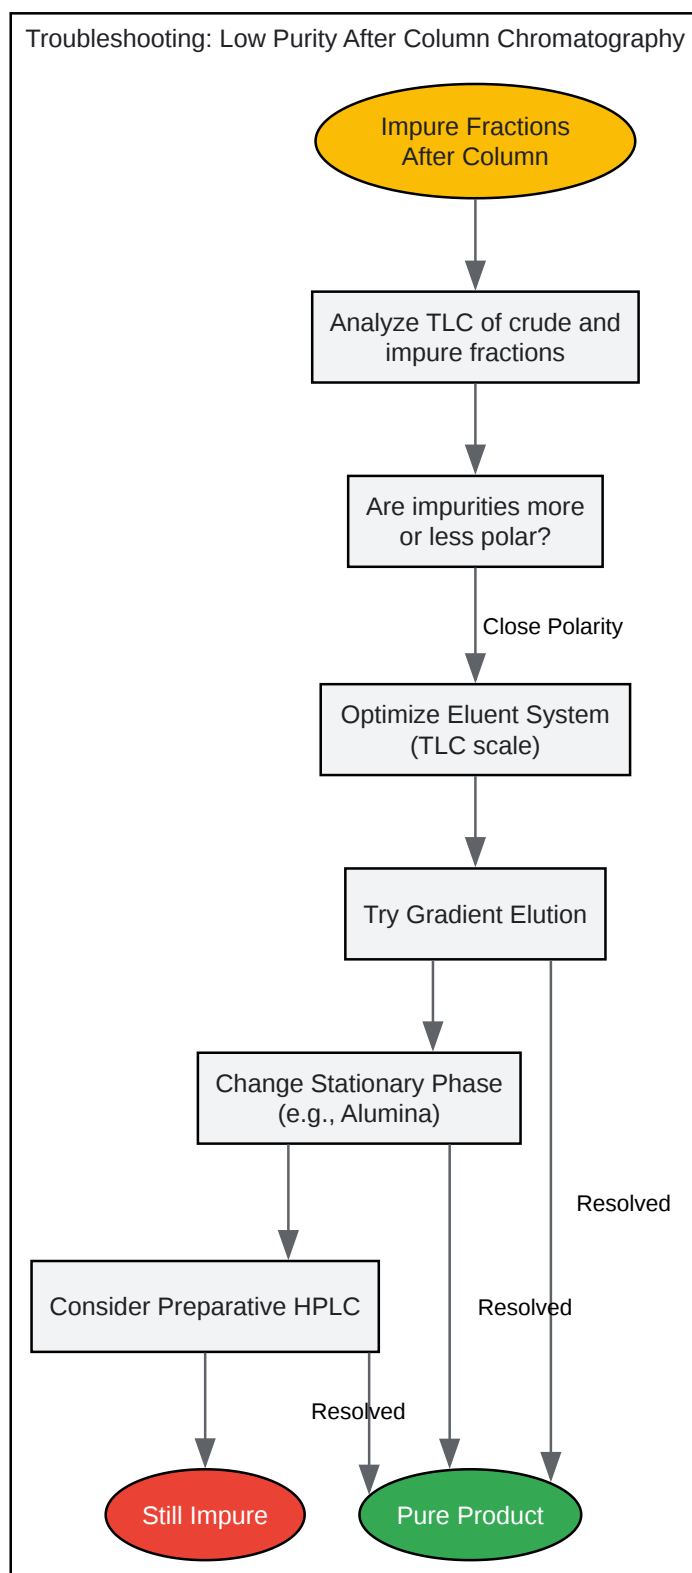 Troubleshooting: Low Purity After Column Chromatography
Impure Fractions
After Column
Analyze TLC of crude and
impure fractions
Are impurities more
or less polar?
Close Polarity
Optimize Eluent System
(TLC scale)
Try Gradient Elution
Change Stationary Phase
(e.g., Alumina)
Resolved
Consider Preparative HPLC
Resolved
Resolved
Still Impure
Pure Product